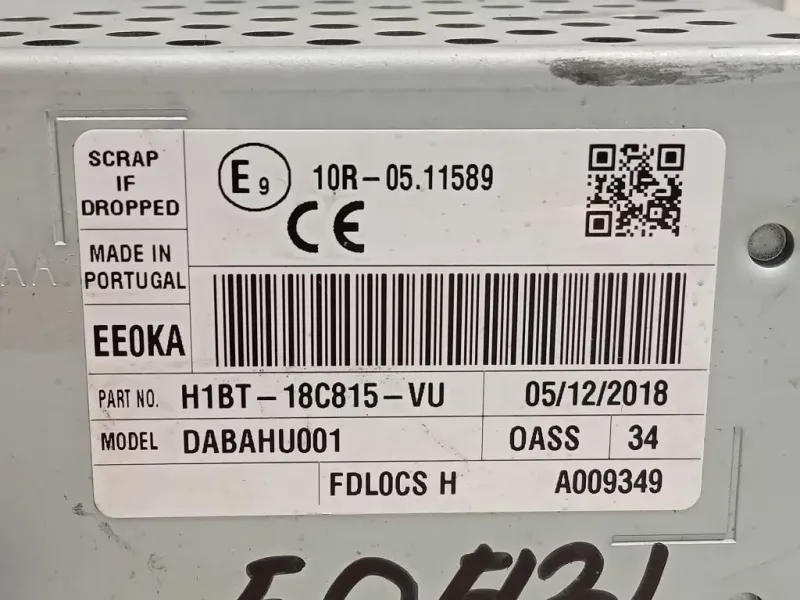 SCRAP
IF
DROPPED
E9
10R-05.11589
CE
MADE IN
PORTUGAL
EE0KA
PART NO. H1BT-18C815-VU 05/12/2018
MODEL DABAHU001 OASS 34
FDLOCS H A009349